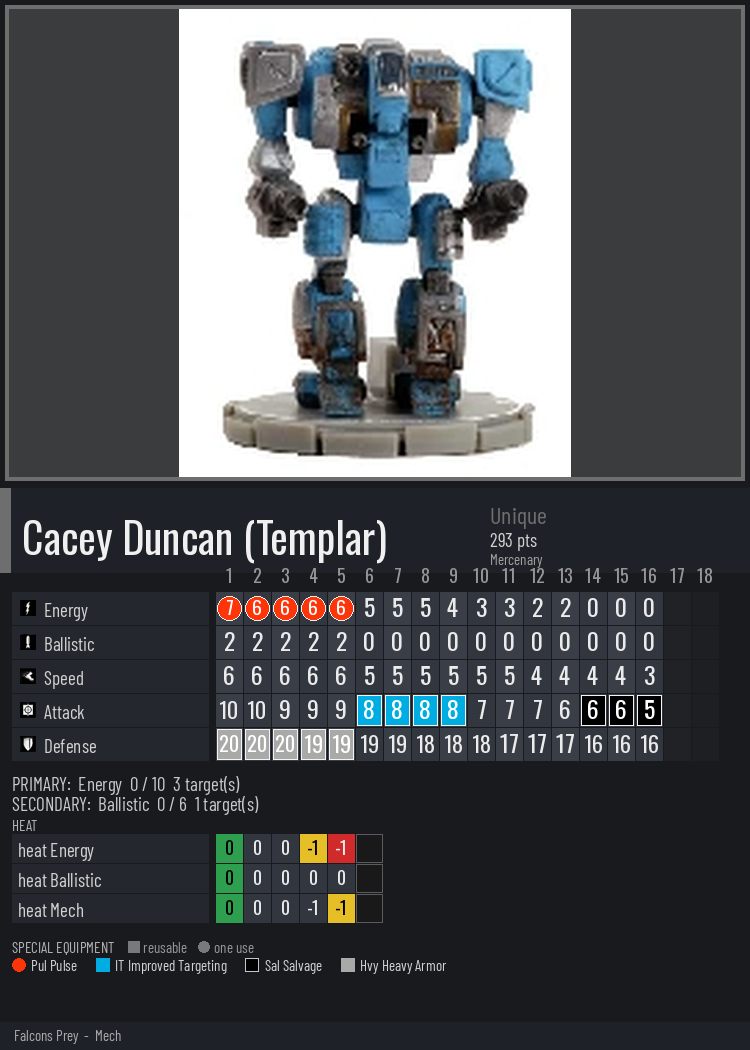 Cacey Duncan (Templar)
Unique
293 pts
Mercenary
1 2 3 4 5 6 7 8 9 10 11 12 13 14 15 16 17 18
Energy 7 6 6 6 6 5 5 5 4 3 3 2 2 0 0 0
Ballistic 2 2 2 2 2 0 0 0 0 0 0 0 0 0 0 0
Speed 6 6 6 6 6 5 5 5 5 5 5 4 4 4 4 3
Attack 10 10 9 9 9 8 8 8 8 7 7 7 6 6 6 5
Defense 20 20 20 19 19 19 19 18 18 18 17 17 17 16 16 16
PRIMARY: Energy 0 / 10 3 target(s)
SECONDARY: Ballistic 0 / 6 1 target(s)
HEAT
heat Energy 0 0 0 -1 -1
heat Ballistic 0 0 0 0 0
heat Mech 0 0 0 -1 -1
SPECIAL EQUIPMENT reusable one use
Pul Pulse IT Improved Targeting Sal Salvage Hvy Heavy Armor
Falcons Prey - Mech